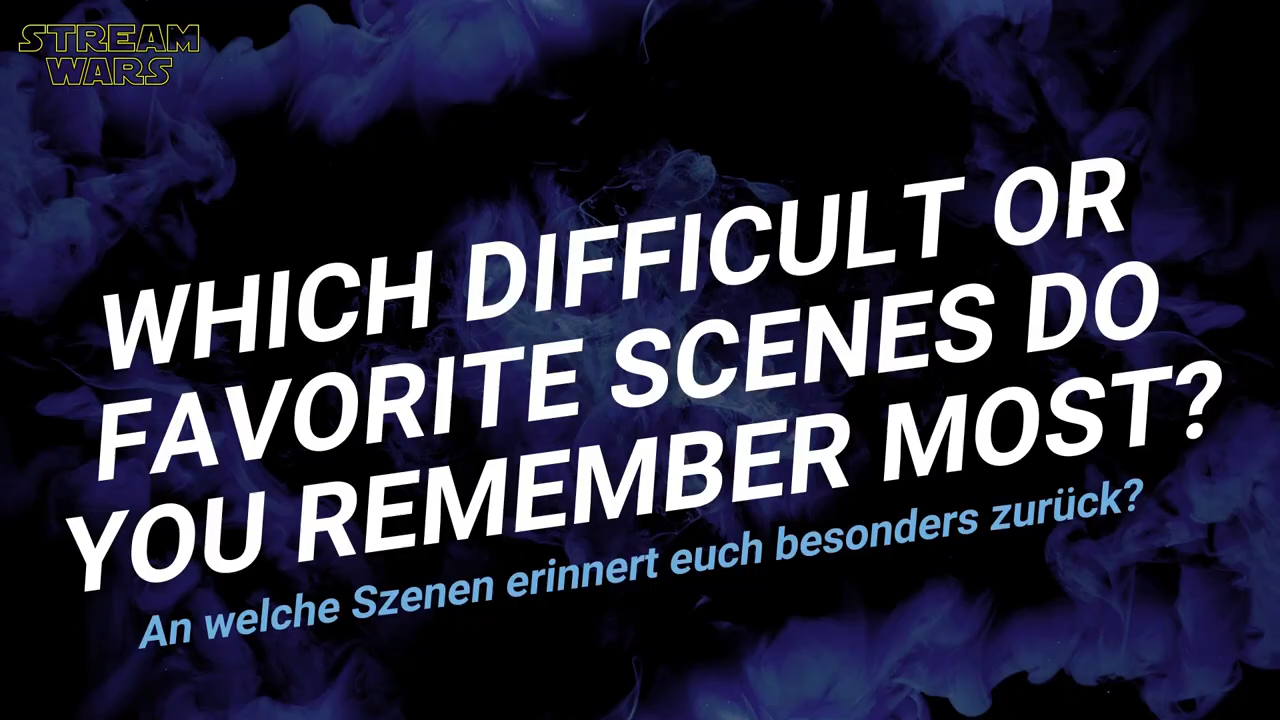 STREAM
WARS
WHICH DIFFICULT OR
FAVORITE SCENES DO
YOU REMEMBER MOST?
An welche Szenen erinnert euch besonders zurück?